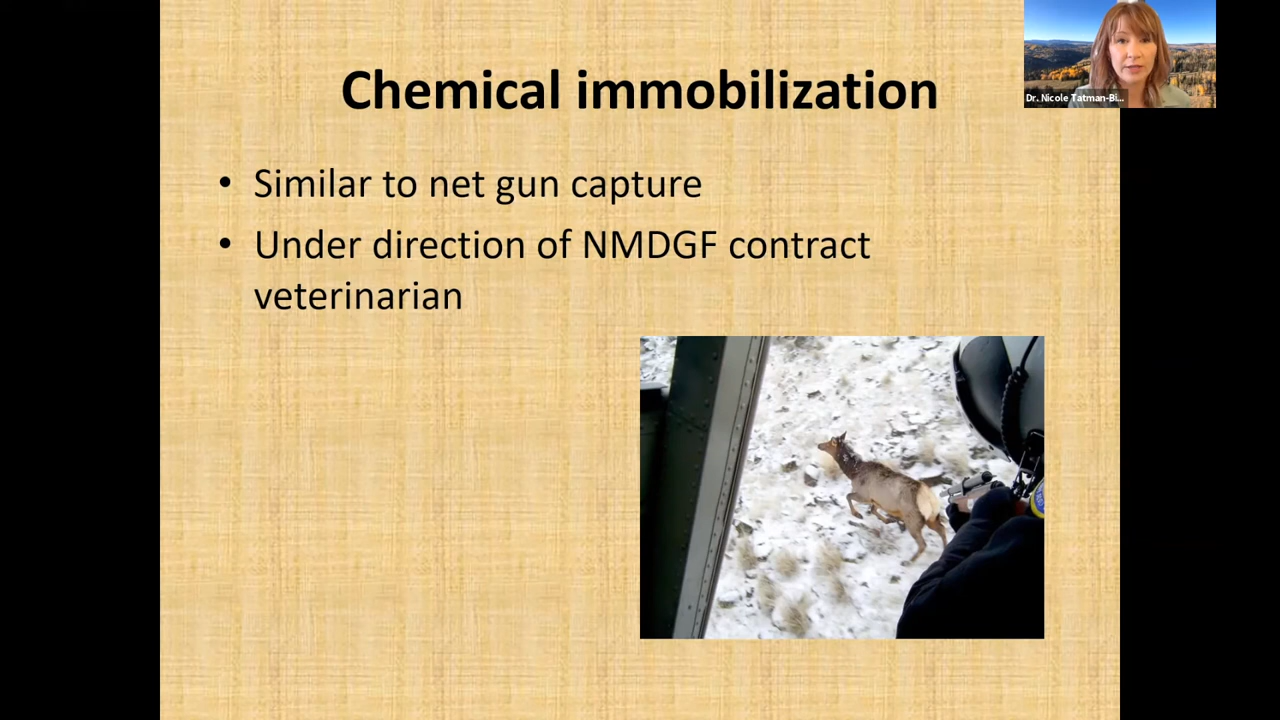 Chemical immobilization
Dr. Nicole Tatman-Bi...
• Similar to net gun capture
• Under direction of NMDGF contract
veterinarian